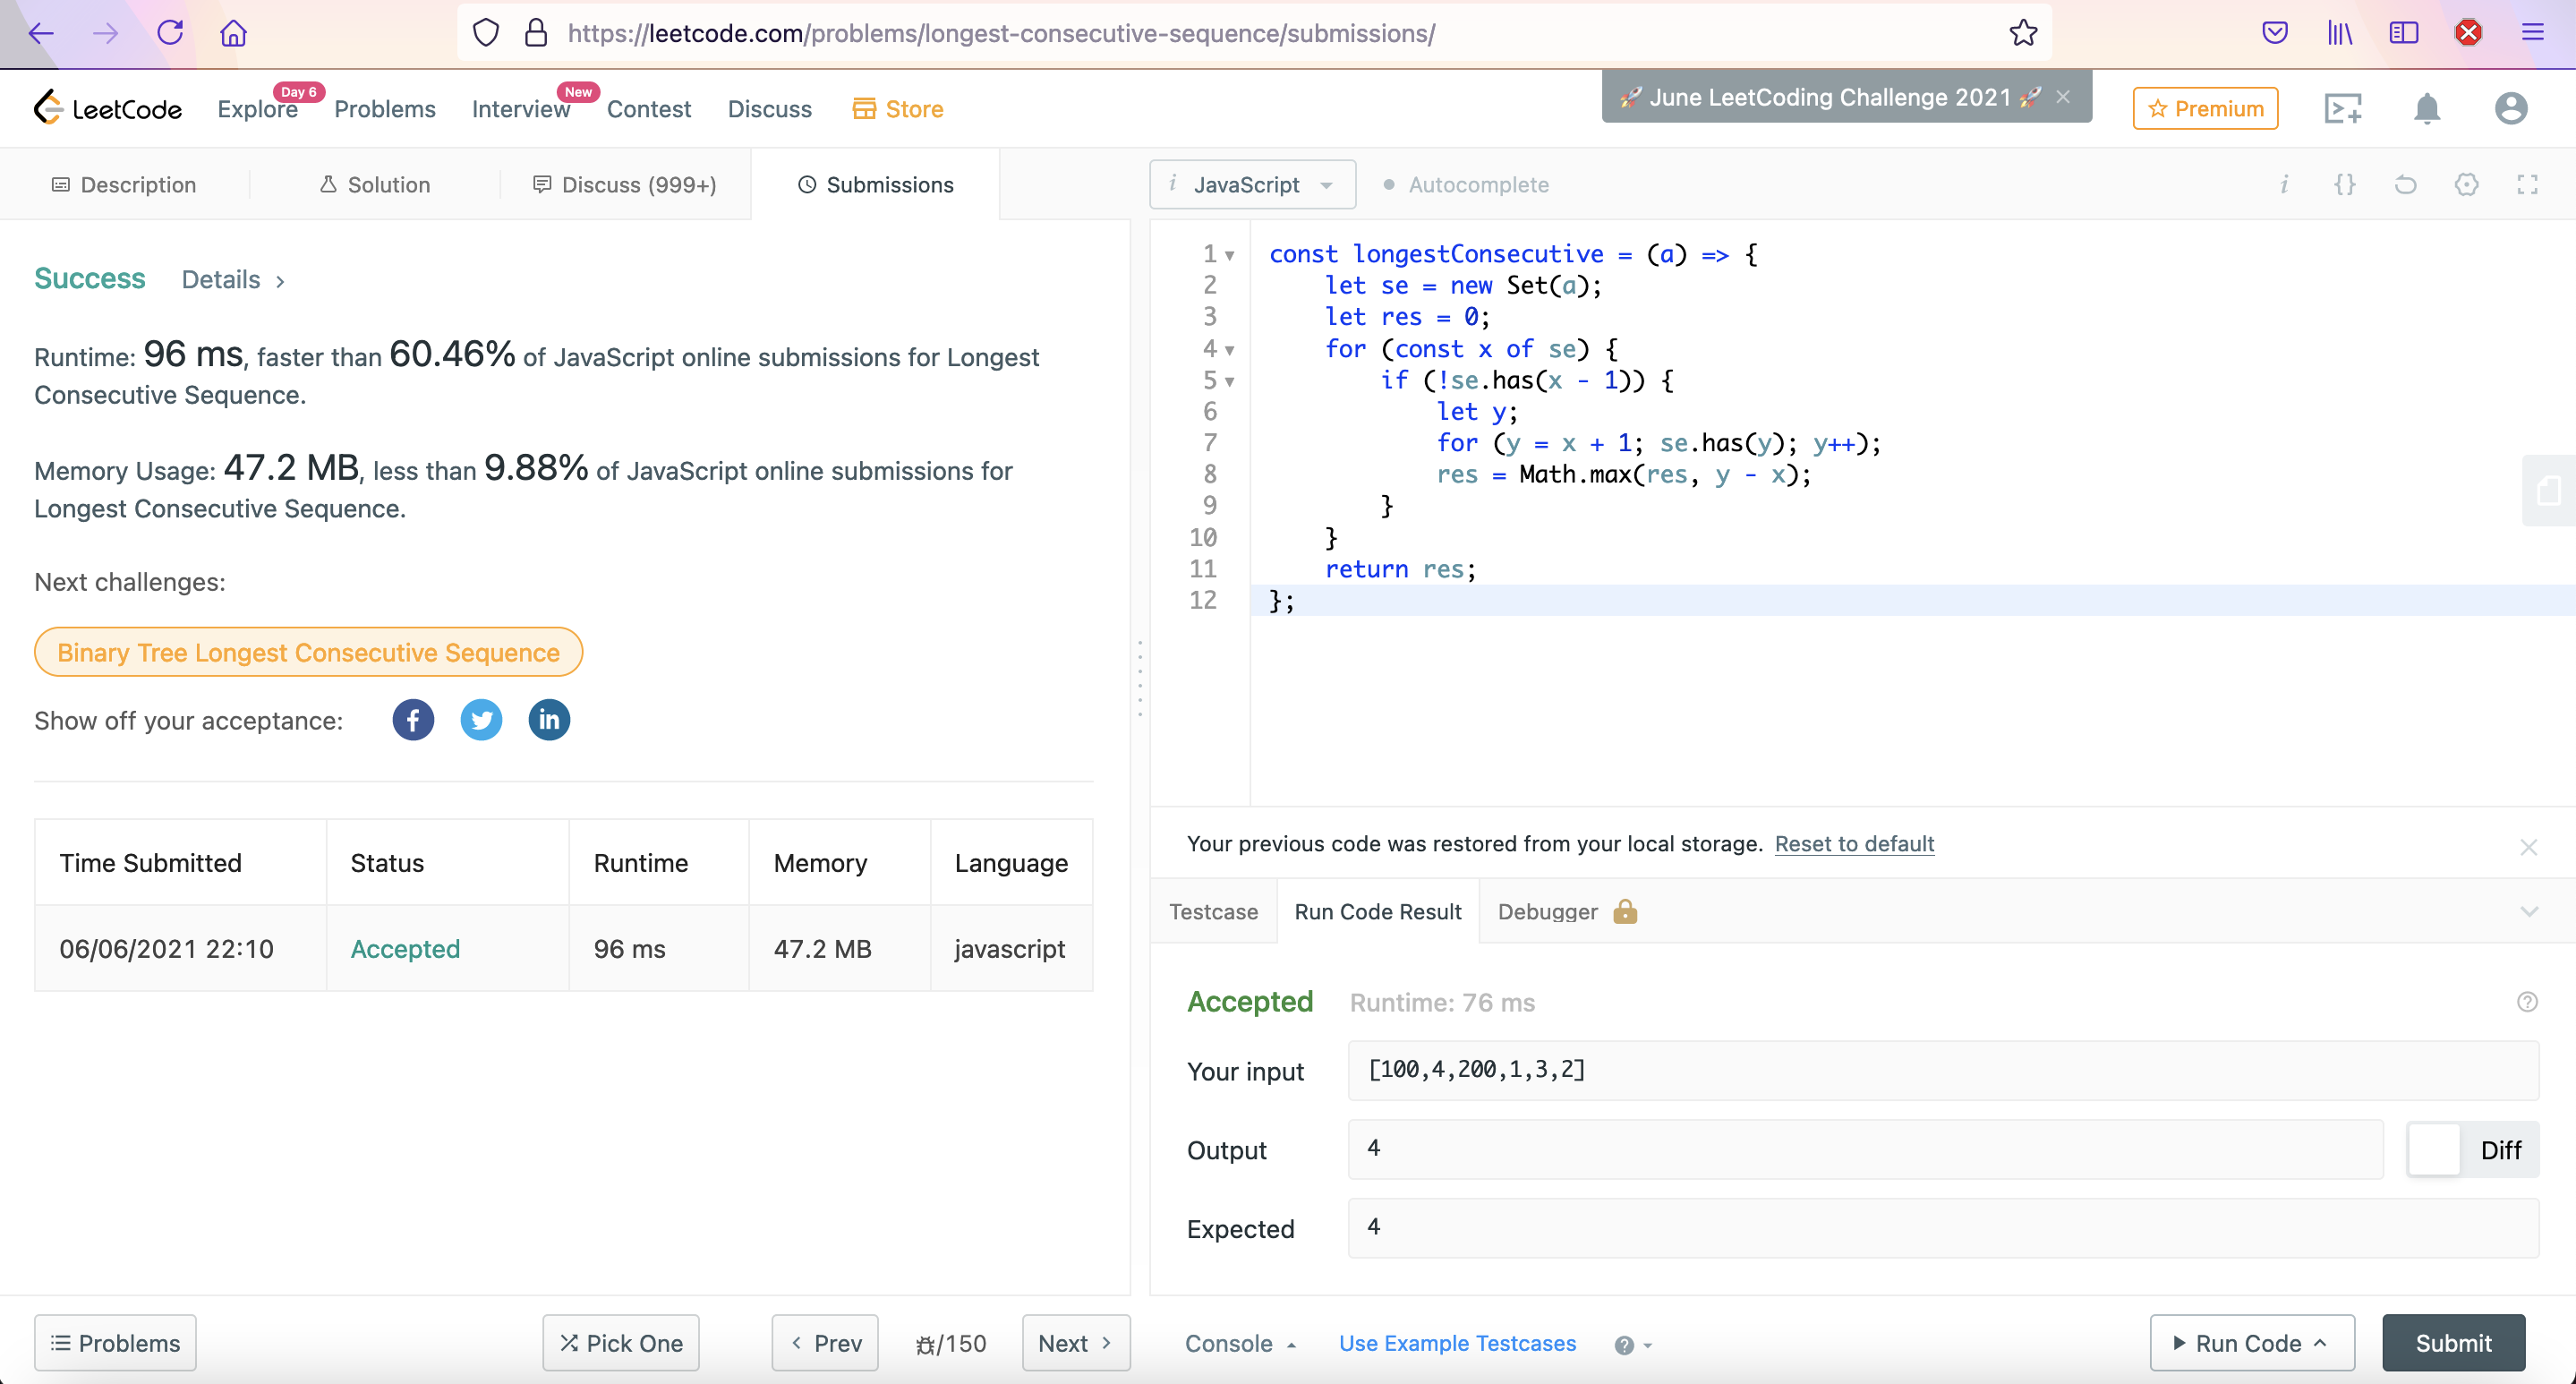 https://leetcode.com/problems/longest-consecutive-sequence/submissions/
LeetCode
Explore
Day 6
Problems
Interview
New
Contest
Discuss
Store
🚀 June LeetCoding Challenge 2021 🚀
Premium
Description
Solution
Discuss (999+)
Submissions
Success
Details
Runtime: 96 ms, faster than 60.46% of JavaScript online submissions for Longest
Consecutive Sequence.
Memory Usage: 47.2 MB, less than 9.88% of JavaScript online submissions for
Longest Consecutive Sequence.
Next challenges:
Binary Tree Longest Consecutive Sequence
Show off your acceptance:
Time Submitted Status Runtime Memory Language
06/06/2021 22:10 Accepted 96 ms 47.2 MB javascript
Problems
Pick One
Prev
/150
Next
i JavaScript
Autocomplete
1 const longestConsecutive = (a) => {
2 let se = new Set(a);
3 let res = 0;
4 for (const x of se) {
5 if (!se.has(x - 1)) {
6 let y;
7 for (y = x + 1; se.has(y); y++);
8 res = Math.max(res, y - x);
9 }
10 }
11 return res;
12 };
Your previous code was restored from your local storage. Reset to default
Testcase
Run Code Result
Debugger
Accepted Runtime: 76 ms
Your input
[100,4,200,1,3,2]
Output
4
Diff
Expected
4
Console
Use Example Testcases
Run Code
Submit